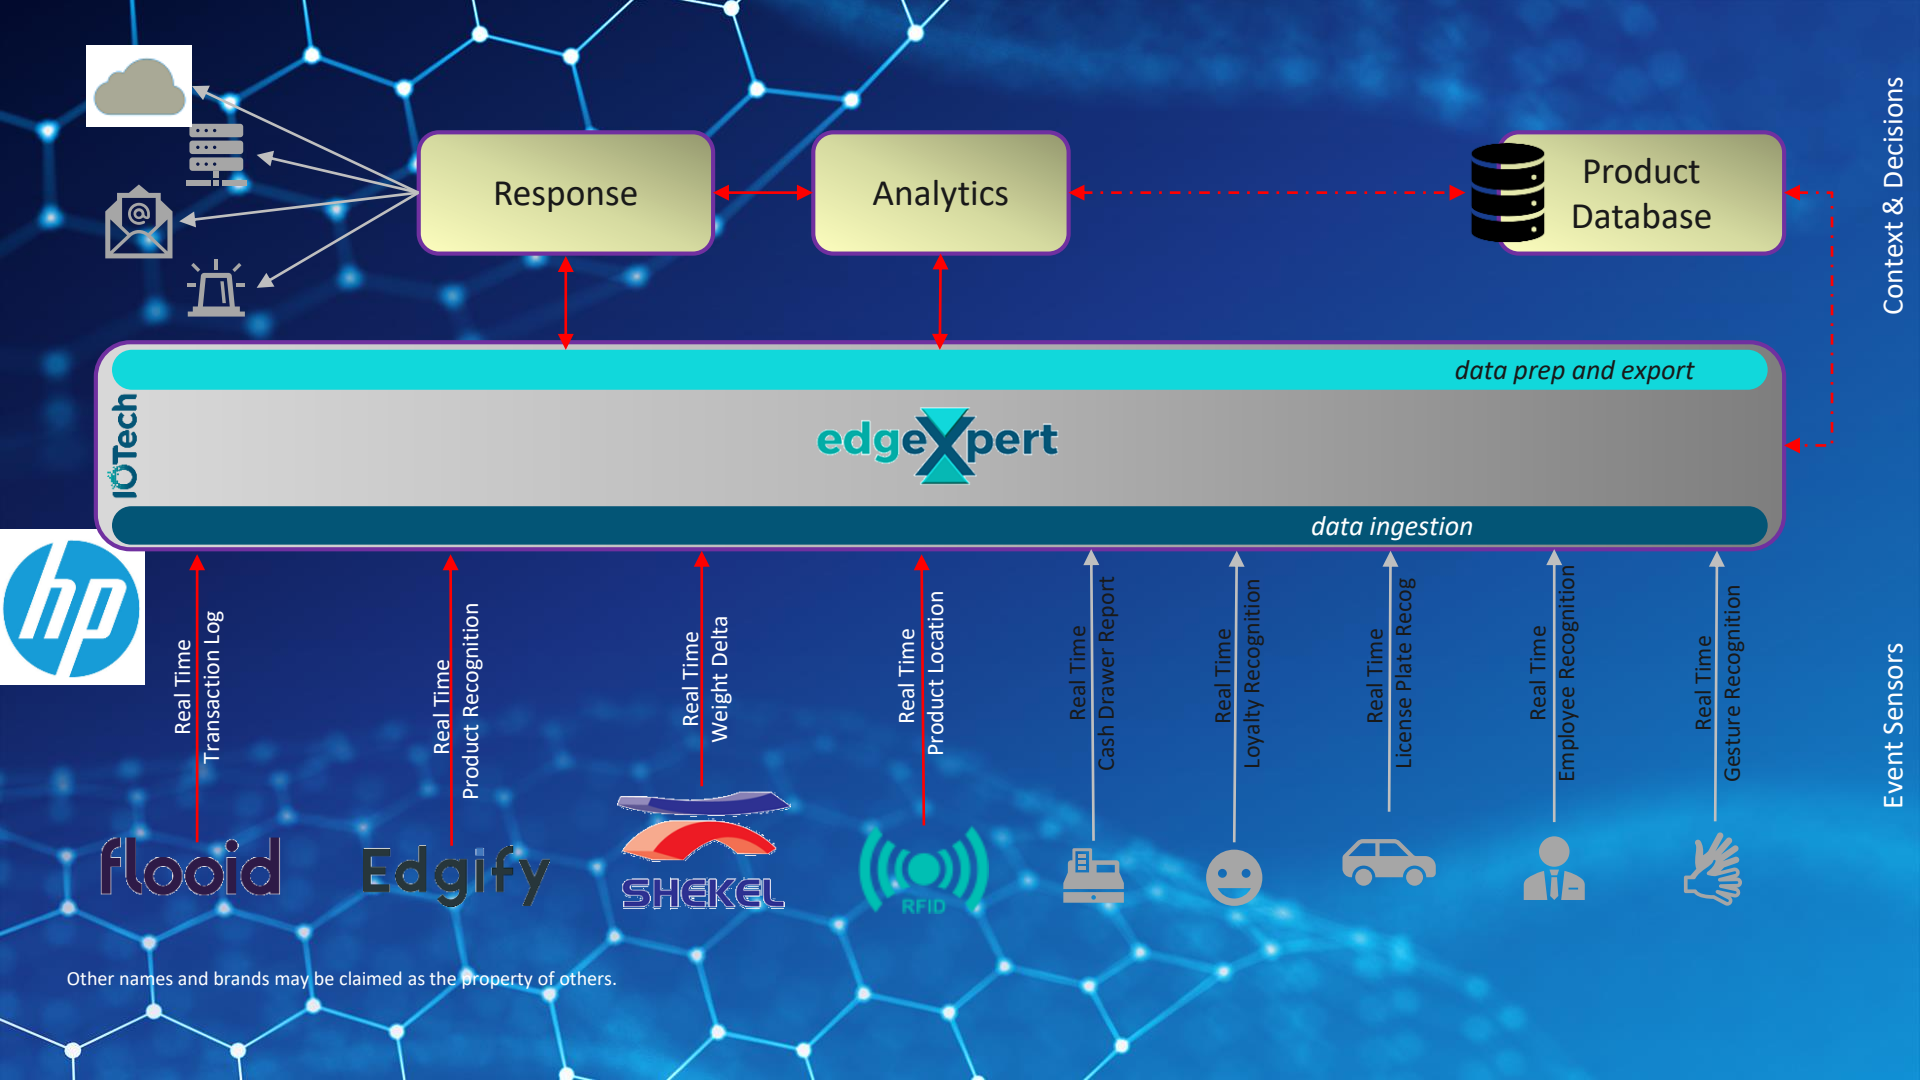 Response
Analytics
Product
Database
Context & Decisions
@
data prep and export
IOTech
edgeXpert
data ingestion
hp
Real Time
Transaction Log
Real Time
Product Recognition
Real Time
Weight Delta
Real Time
Product Location
Real Time
Cash Drawer Report
Real Time
Loyalty Recognition
Real Time
License Plate Recog
Real Time
Employee Recognition
Real Time
Gesture Recognition
Event Sensors
flooid
Edgify
SHEKEL
RFID
Other names and brands may be claimed as the property of others.